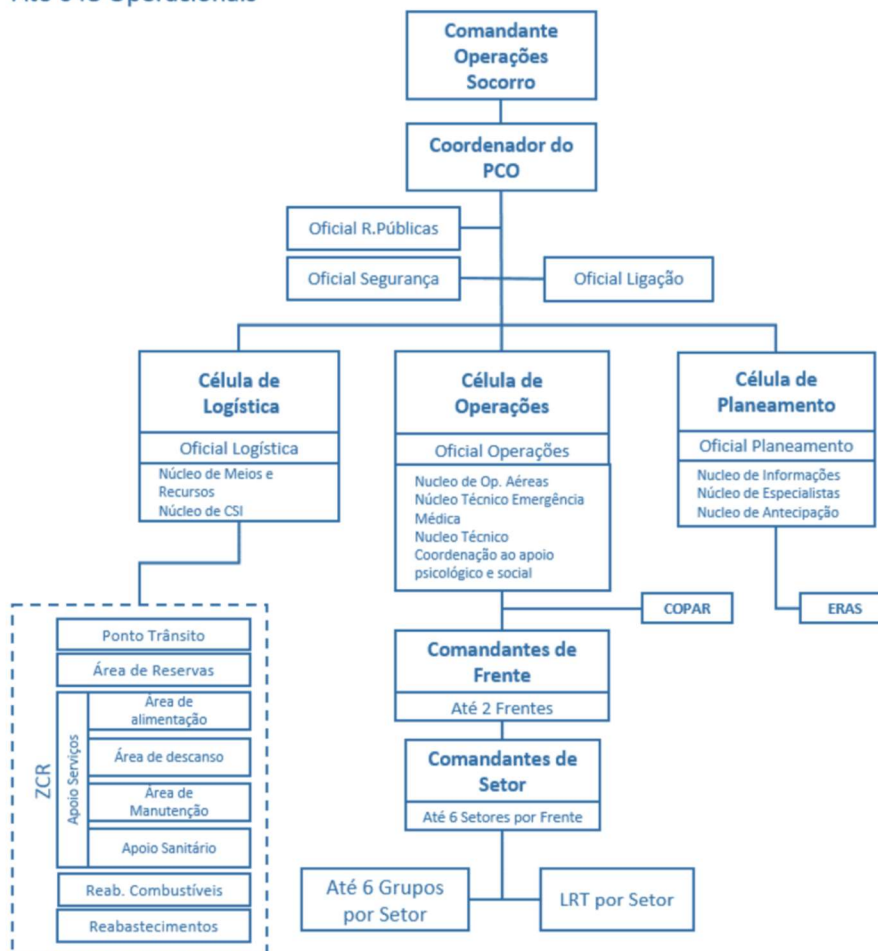 Comandante
Operações
Socorro
Coordenador do
PCO
Oficial R.Públicas
Oficial Segurança
Oficial Ligação
Célula de
Logística
Oficial Logística
Núcleo de Meios e
Recursos
Núcleo de CSI
Célula de
Operações
Oficial Operações
Nucleo de Op. Aéreas
Núcleo Técnico Emergência
Médica
Nucleo Técnico
Coordenação ao apoio
psicológico e social
Célula de
Planeamento
Oficial Planeamento
Nucleo de Informações
Núcleo de Especialistas
Nucleo de Antecipação
COPAR
ERAS
Comandantes de
Frente
Até 2 Frentes
Comandantes de
Setor
Até 6 Setores por Frente
Até 6 Grupos
por Setor
LRT por Setor
ZCR
Ponto Trânsito
Área de Reservas
Apoio Serviços
Área de
alimentação
Área de descanso
Área de
Manutenção
Apoio Sanitário
Reab. Combustíveis
Reabastecimentos